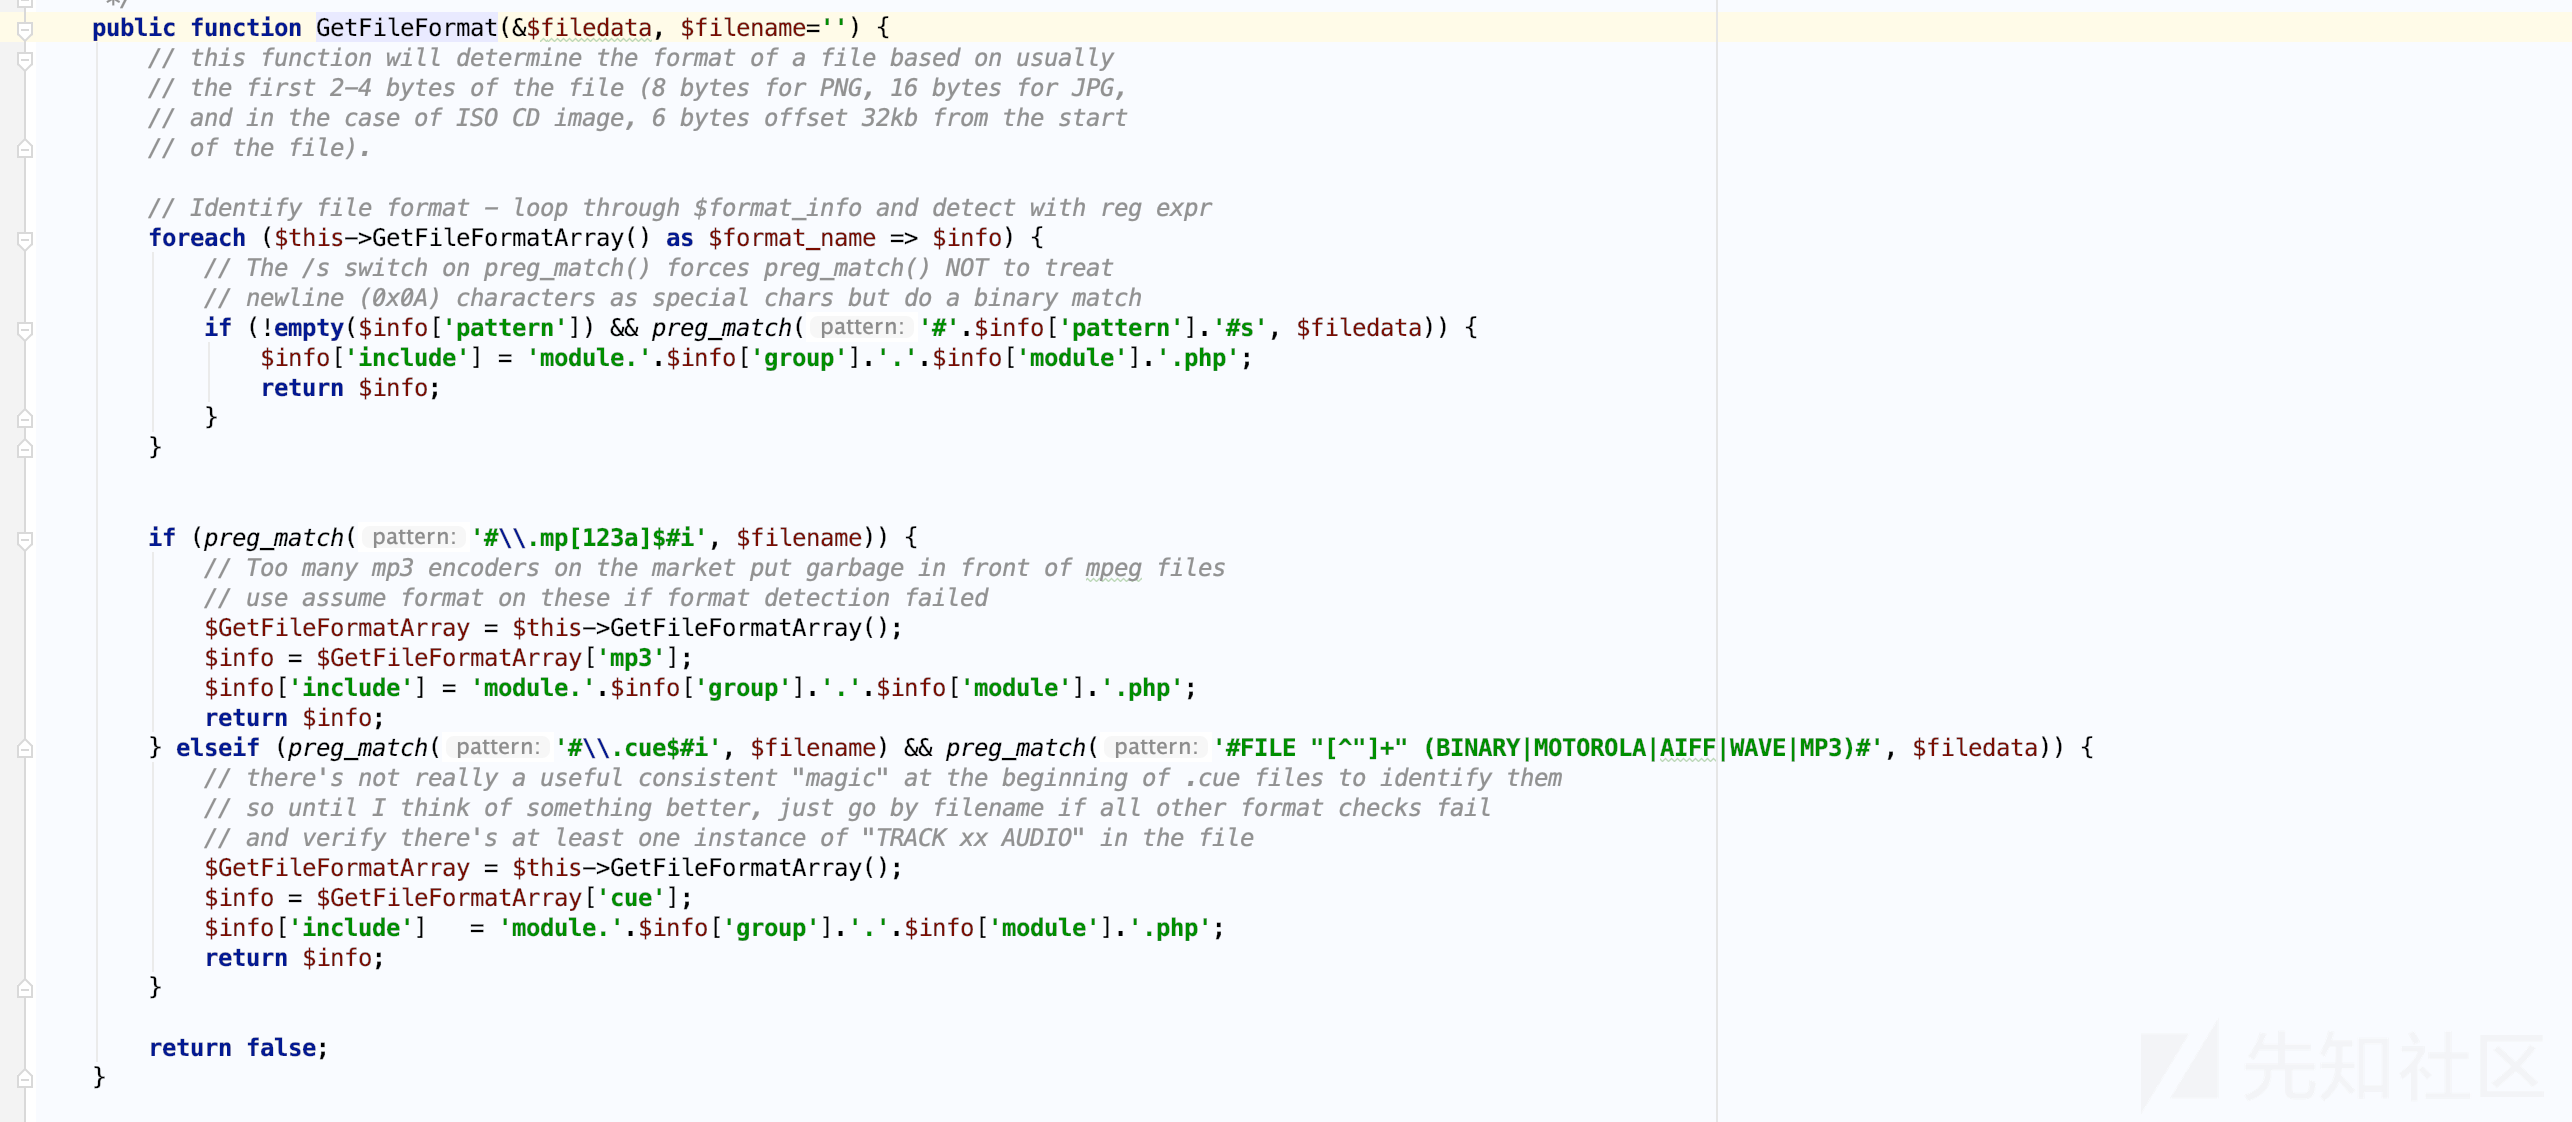 */
public function GetFileFormat(&$filedata, $filename='') {
// this function will determine the format of a file based on usually
// the first 2-4 bytes of the file (8 bytes for PNG, 16 bytes for JPG,
// and in the case of ISO CD image, 6 bytes offset 32kb from the start
// of the file).
// Identify file format - loop through $format_info and detect with reg expr
foreach ($this->GetFileFormatArray() as $format_name => $info) {
// The /s switch on preg_match() forces preg_match() NOT to treat
// newline (0x0A) characters as special chars but do a binary match
if (!empty($info['pattern']) && preg_match( pattern: '#'.$info['pattern'].'#s', $filedata)) {
$info['include'] = 'module.'.$info['group'].'.'.$info['module'].'.php';
return $info;
}
}
if (preg_match( pattern: '#\\.mp[123a]$#i', $filename)) {
// Too many mp3 encoders on the market put garbage in front of mpeg files
// use assume format on these if format detection failed
$GetFileFormatArray = $this->GetFileFormatArray();
$info = $GetFileFormatArray['mp3'];
$info['include'] = 'module.'.$info['group'].'.'.$info['module'].'.php';
return $info;
} elseif (preg_match( pattern: '#\\.cue$#i', $filename) && preg_match( pattern: '#FILE "[^"]+" (BINARY|MOTOROLA|AIFF|WAVE|MP3)#', $filedata)) {
// there's not really a useful consistent "magic" at the beginning of .cue files to identify them
// so until I think of something better, just go by filename if all other format checks fail
// and verify there's at least one instance of "TRACK xx AUDIO" in the file
$GetFileFormatArray = $this->GetFileFormatArray();
$info = $GetFileFormatArray['cue'];
$info['include']   = 'module.'.$info['group'].'.'.$info['module'].'.php';
return $info;
}
return false;
}
先知社区